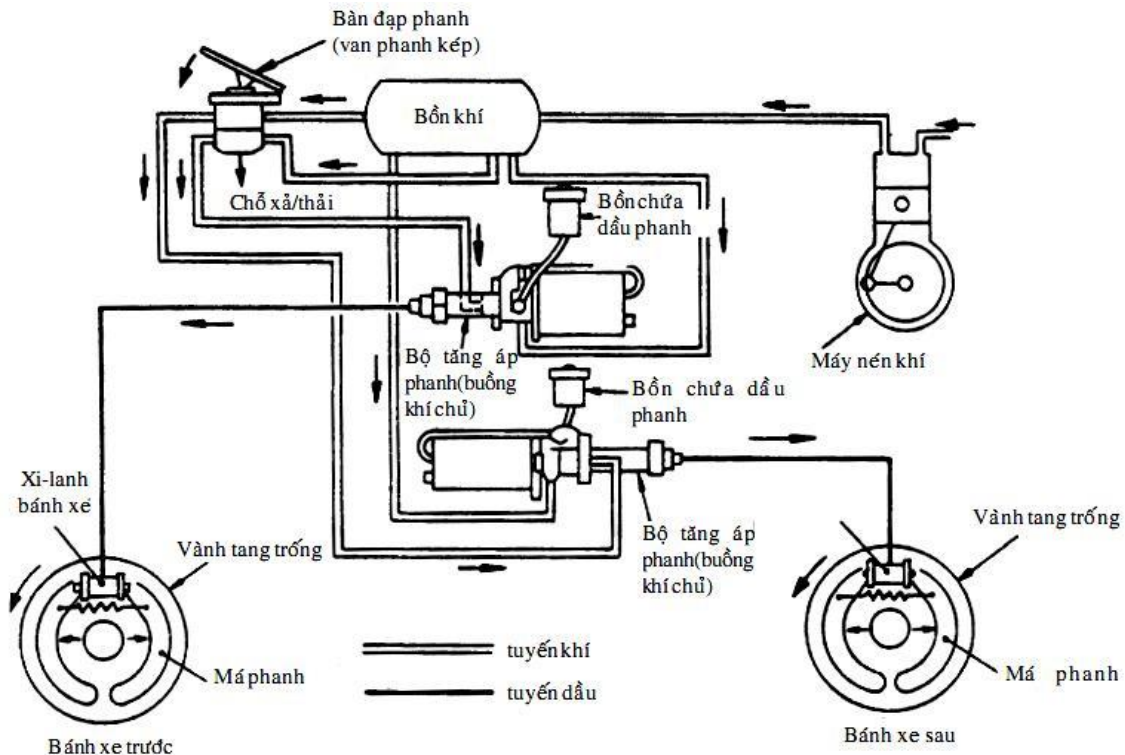 Bàn đạp phanh
(van phanh kép)
Bồn khí
Chỗ xả/thải
Bồn chứa
dầu phanh
Máy nén khí
Bộ tăng áp
phanh(buồng
khí chủ)
Bồn chứa dầu
phanh
Xi-lanh
bánh xe
Vành tang trống
Bộ tăng áp
phanh(buồng
khí chủ)
Vành tang trống
tuyến khí
Má phanh
tuyến dầu
Má phanh
Bánh xe trước
Bánh xe sau